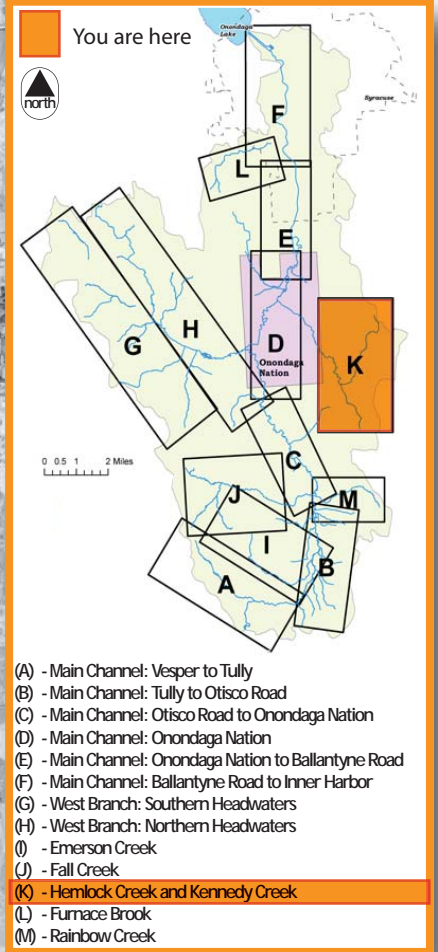 You are here
north
Onondaga
Lake
Syracuse
F
L
E
G
H
D
Onondaga
Nation
K
C
0 0.5 1 2 Miles
J
M
I
B
A
(A) - Main Channel: Vesper to Tully
(B) - Main Channel: Tully to Otisco Road
(C) - Main Channel: Otisco Road to Onondaga Nation
(D) - Main Channel: Onondaga Nation
(E) - Main Channel: Onondaga Nation to Ballantyne Road
(F) - Main Channel: Ballantyne Road to Inner Harbor
(G) - West Branch: Southern Headwaters
(H) - West Branch: Northern Headwaters
(I) - Emerson Creek
(J) - Fall Creek
(K) - Hemlock Creek and Kennedy Creek
(L) - Furnace Brook
(M) - Rainbow Creek